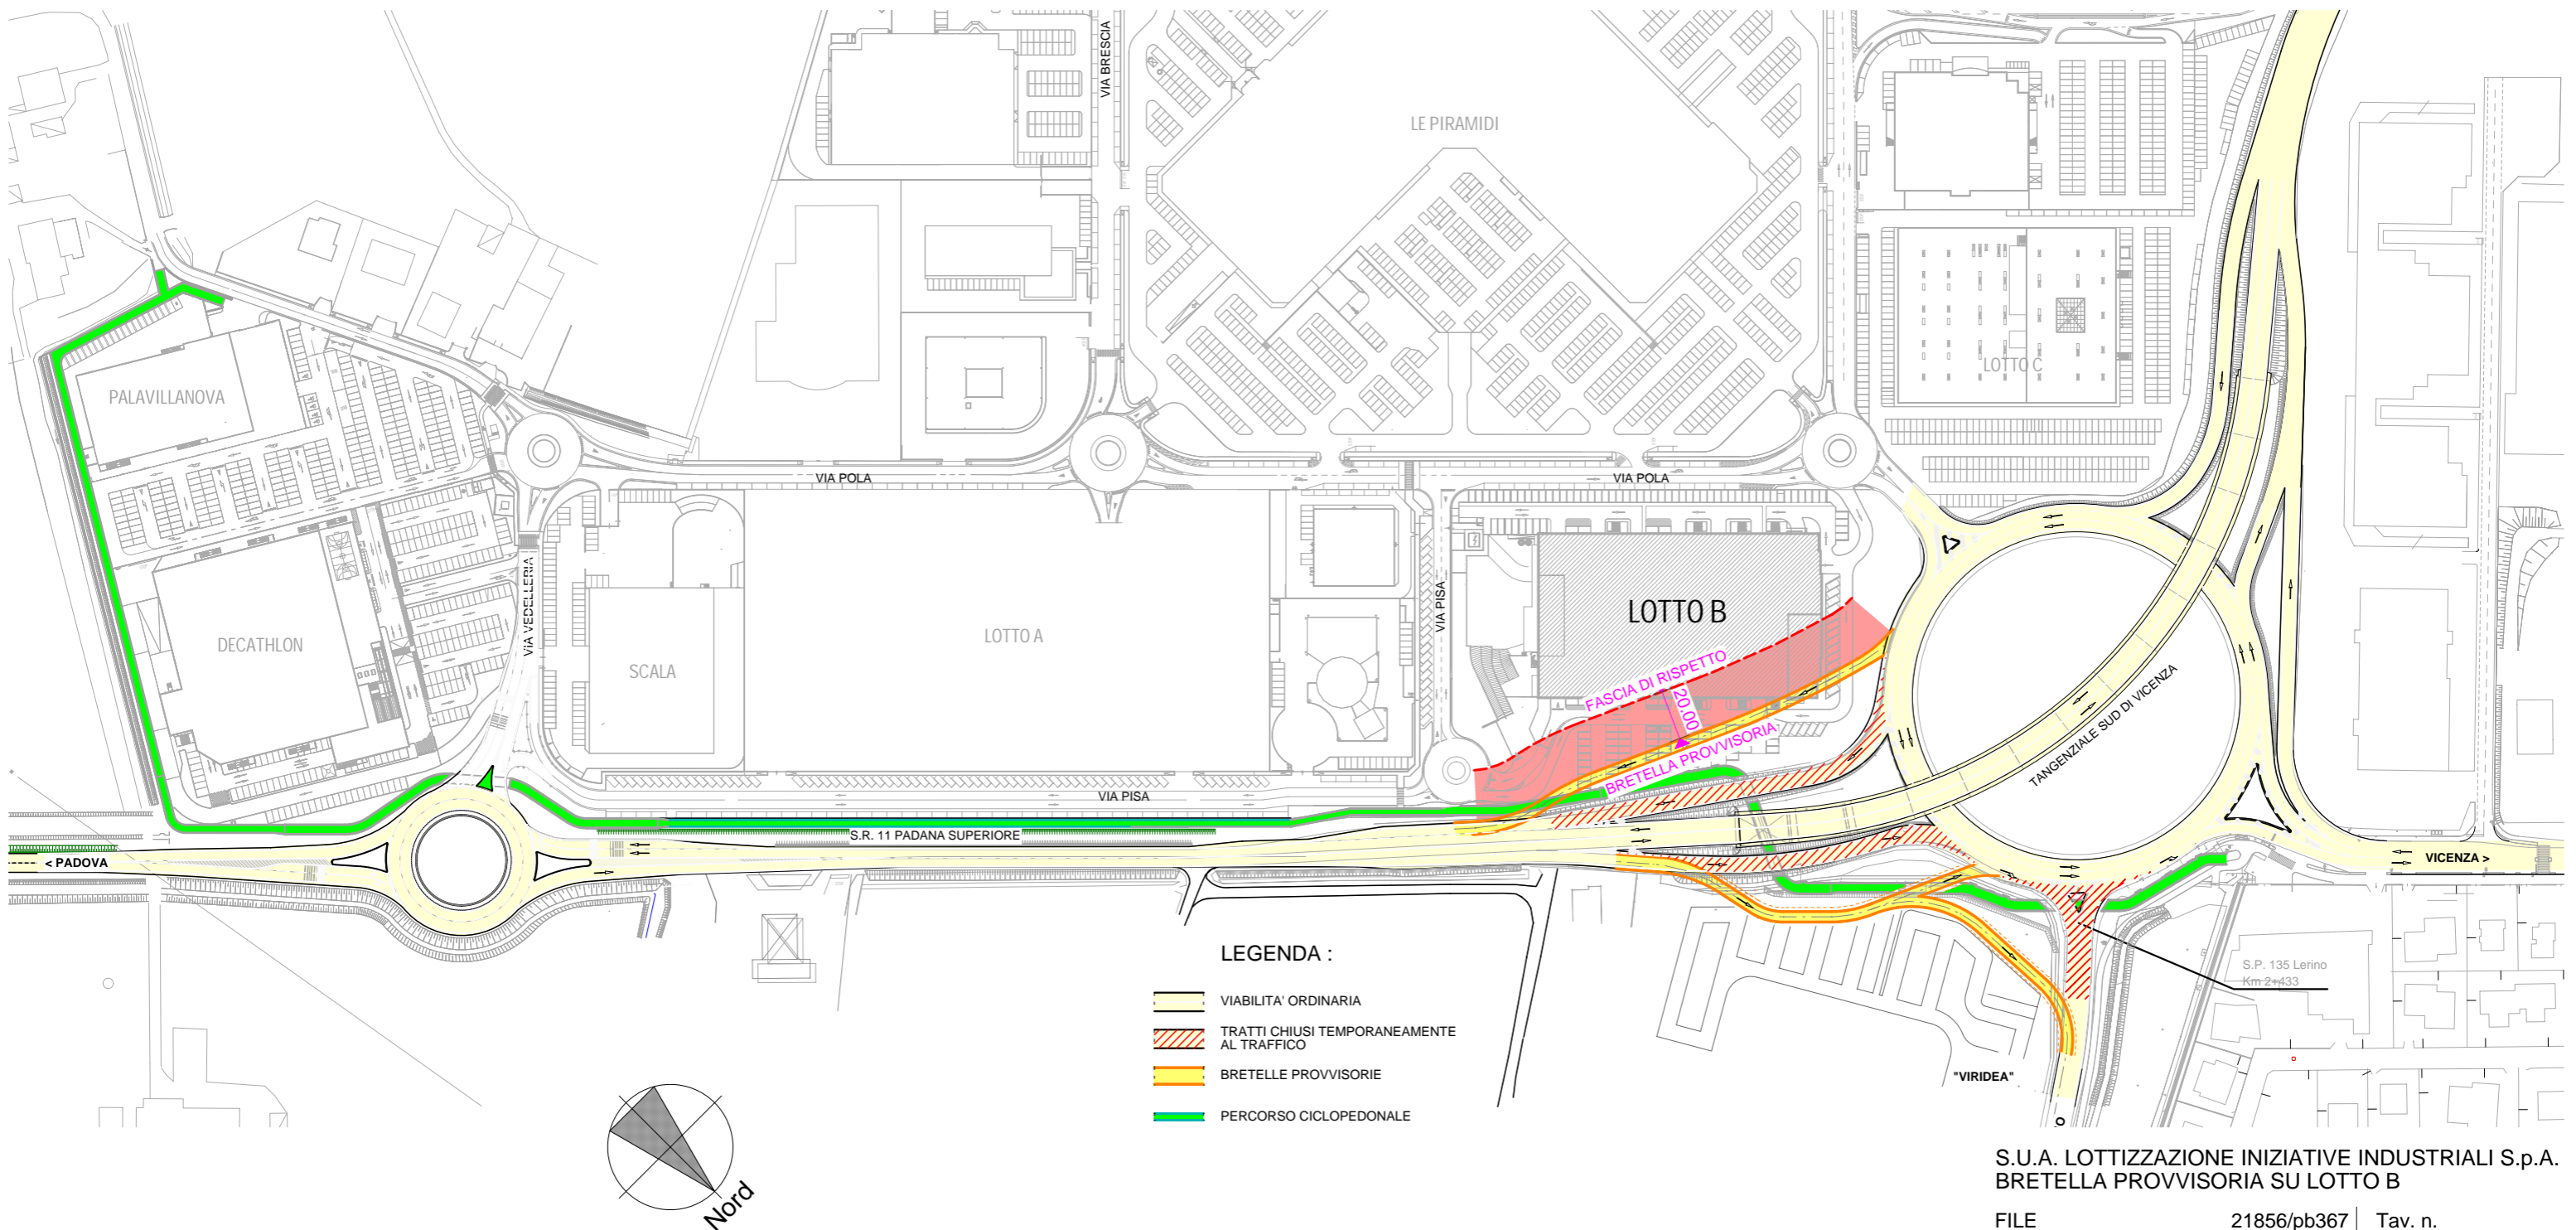 VIA BRESCIA
LE PIRAMIDI
LOTTO C
PALAVILLANOVA
VIA POLA
VIA POLA
VIA VEDELLERIA
DECATHLON
SCALA
LOTTO A
VIA PISA
LOTTO B
FASCIA DI RISPETTO
20.00
BRETELLA PROVVISORIA
TANGENZIALE SUD DI VICENZA
VIA PISA
S.R. 11 PADANA SUPERIORE
< PADOVA
VICENZA >
S.P. 135 Lerino
Km 2+433
"VIRIDEA"
LEGENDA :
VIABILITA' ORDINARIA
TRATTI CHIUSI TEMPORANEAMENTE
AL TRAFFICO
BRETELLE PROVVISORIE
PERCORSO CICLOPEDONALE
Nord
S.U.A. LOTTIZZAZIONE INIZIATIVE INDUSTRIALI S.p.A.
BRETELLA PROVVISORIA SU LOTTO B
FILE 21856/pb367 Tav. n.